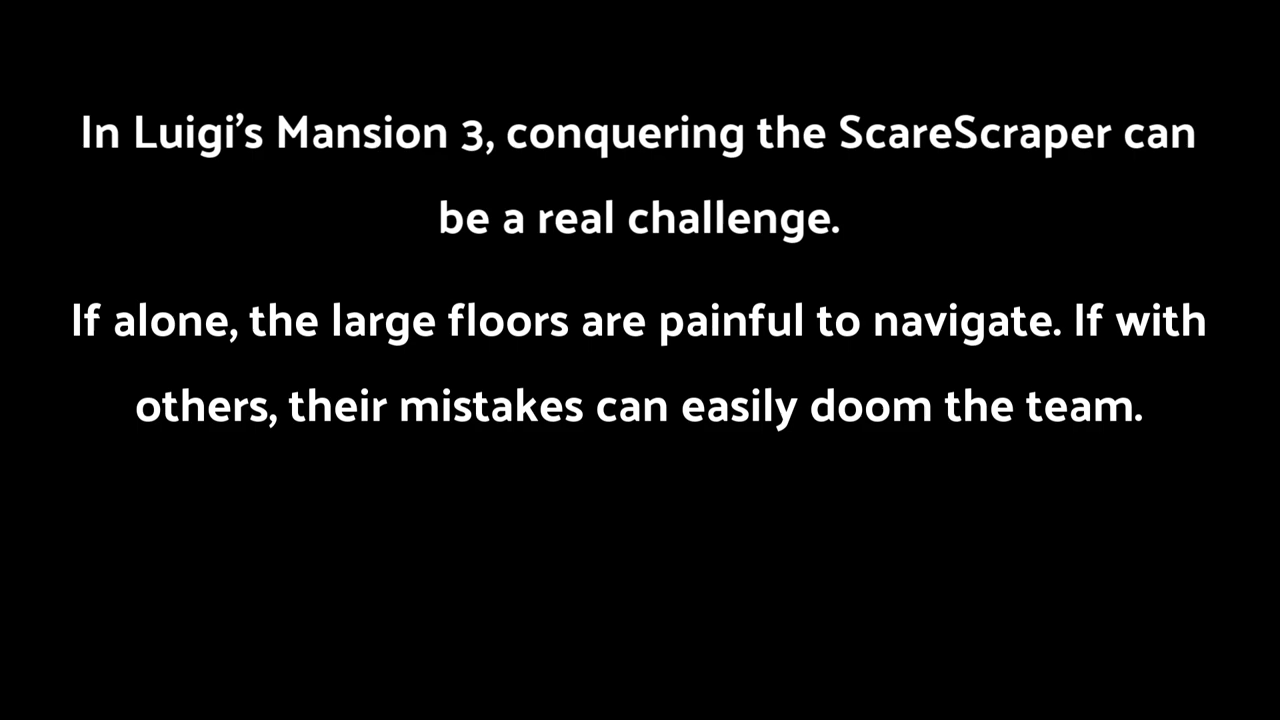 In Luigi’s Mansion 3, conquering the ScareScraper can
be a real challenge.
If alone, the large floors are painful to navigate. If with
others, their mistakes can easily doom the team.